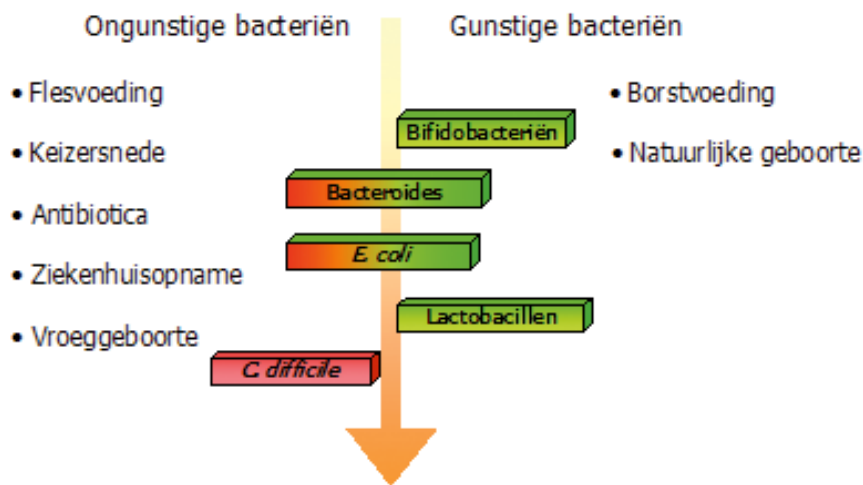 Ongunstige bacteriën
Gunstige bacteriën
• Flesvoeding
• Keizersnede
• Antibiotica
• Ziekenhuisopname
• Vroeggeboorte
Bifidobacteriën
Bacteroides
E. coli
Lactobacillen
C. difficile
• Borstvoeding
• Natuurlijke geboorte